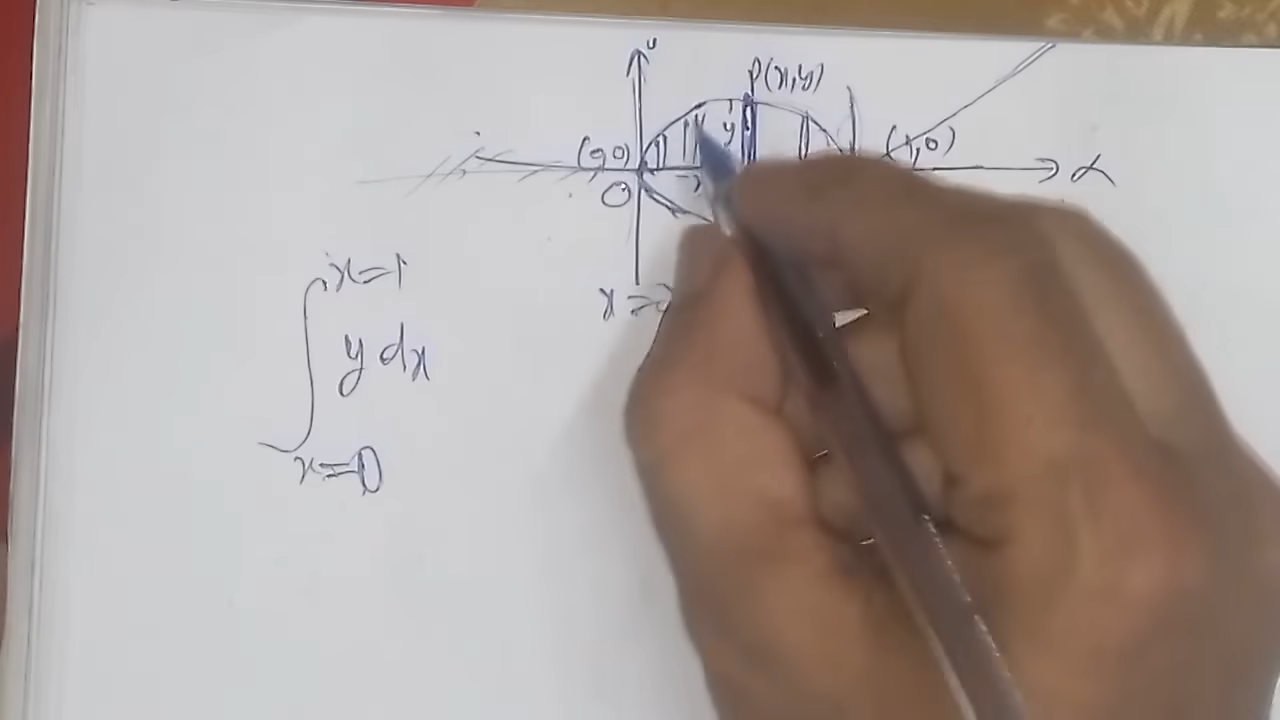 y
P(x,y)
y
(0,0)
(1,0)
x
O
x=1
x=
∫ y dx
x=0